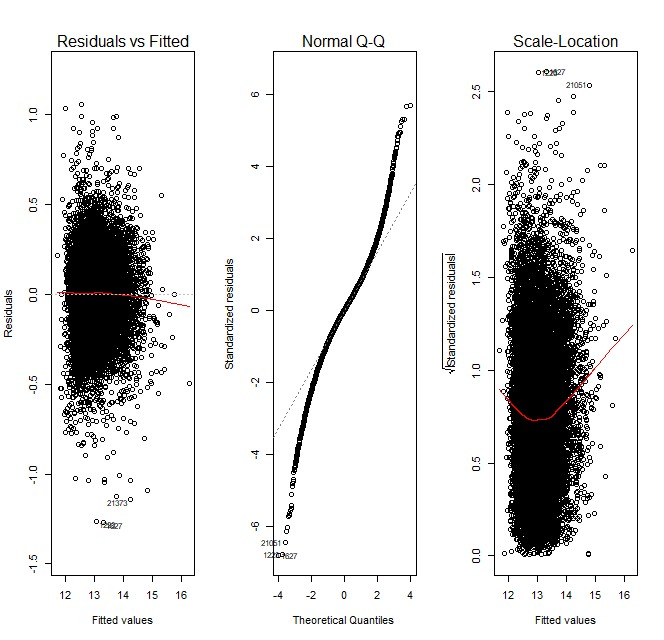 Residuals vs Fitted
Residuals
1.0
0.5
0.0
-0.5
-1.0
-1.5
21373
12 13 14 15 16
Fitted values
Normal Q-Q
Standardized residuals
6
4
2
0
-2
-4
-6
21051
-4 -2 0 2 4
Theoretical Quantiles
Scale-Location
√|Standardized residuals|
2.5
2.0
1.5
1.0
0.5
0.0
21051
12 13 14 15 16
Fitted values